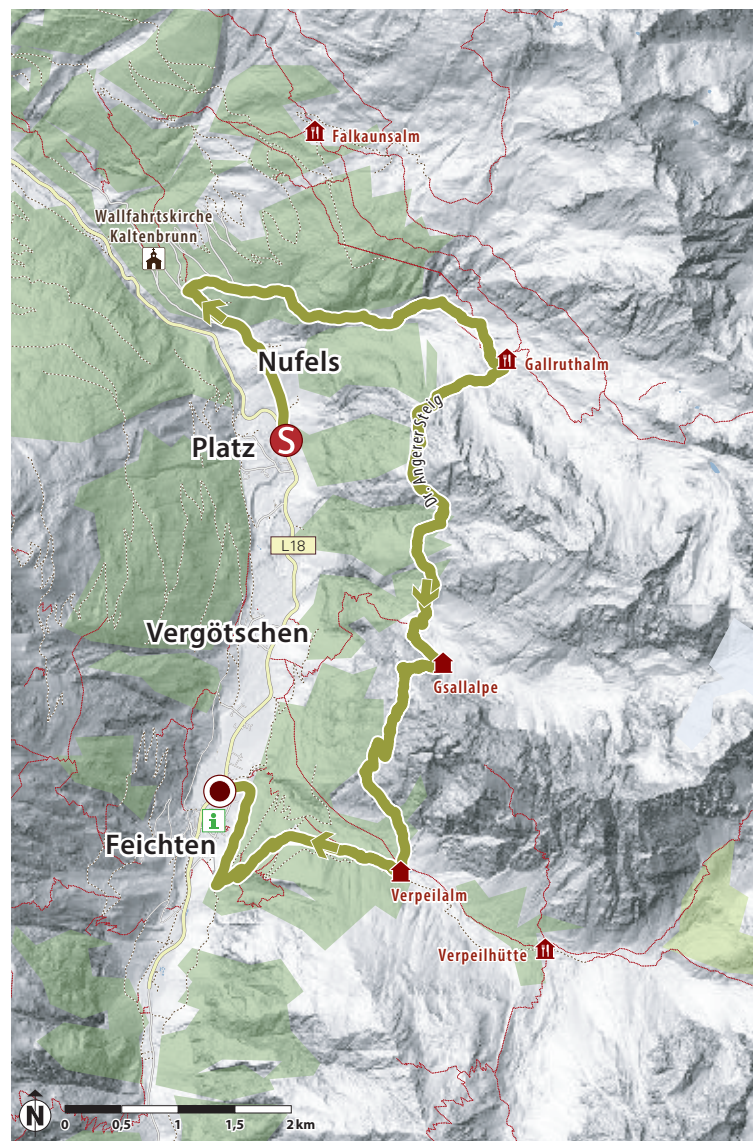 Falkaunsalm
Wallfahrtskirche
Kaltenbrunn
Nufels
Gallruthalm
Dr. Angerer Steig
Platz
S
L18
Vergötschen
Gsallalpe
i
Feichten
Verpeilalm
Verpeilhütte
N
0 0,5 1 1,5 2 km